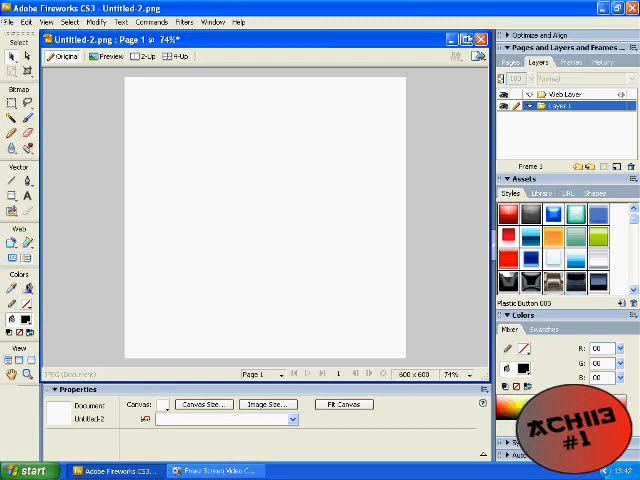 Adobe Fireworks CS3 - Untitled-2.png
File Edit View Select Modify Text Commands Filters Window Help
Select
Untitled-2.png : Page 1 @ 74%*
Original Preview 2-Up 4-Up
Bitmap
Vector
Web
Colors
View
Optimize and Align
Pages and Layers and Frames ...
Pages Layers Frames History
100 Normal
Web Layer
Layer 1
Frame 1
Assets
Styles Library URL Shapes
Plastic Button 005
Colors
Mixer Swatches
R: 00
G: 00
B: 00
JPEG (Document)
Page 1
1
600 x 600
74%
Properties
Document
Untitled-2
Canvas:
Canvas Size...
Image Size...
Fit Canvas
ACH113
#1
start
Adobe Fireworks CS3...
Free Screen Video C...
13:42